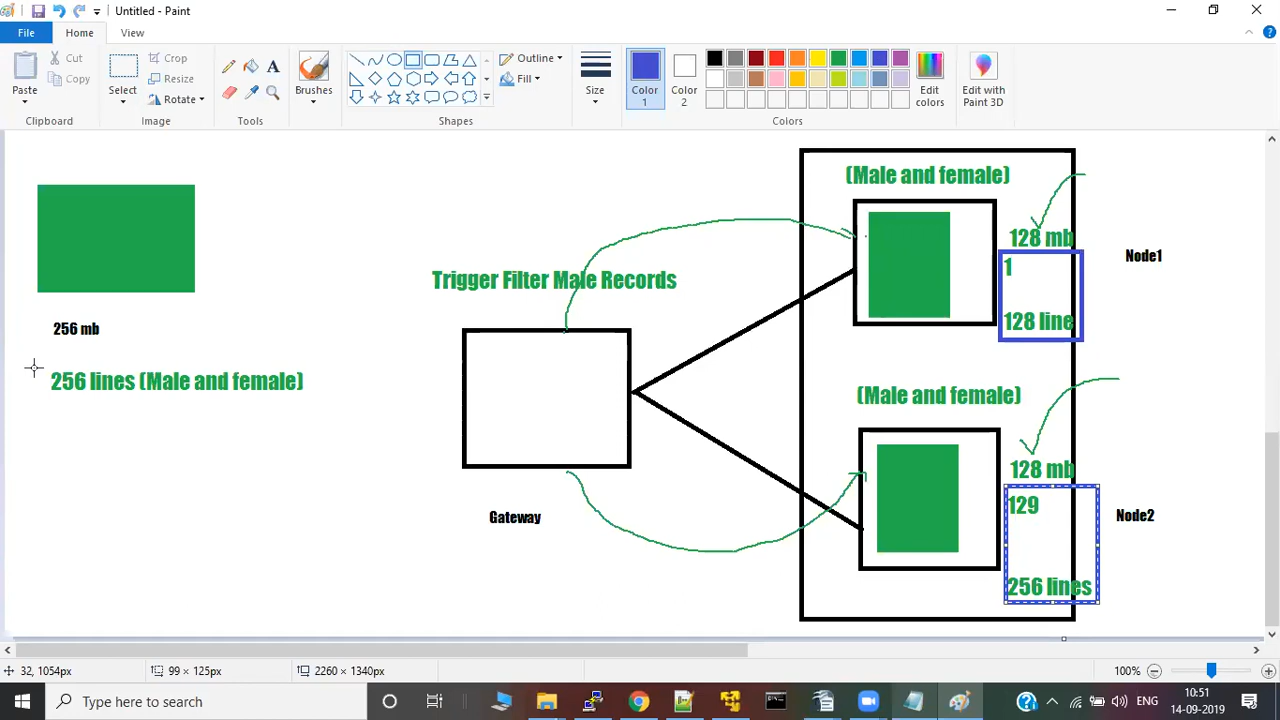 Untitled - Paint
File
Home
View
Paste
Cut
Copy
Clipboard
Select
Crop
Resize
Rotate
Image
A
Tools
Brushes
Outline
Fill
Shapes
Size
Color 1
Color 2
Edit colors
Colors
Edit with Paint 3D
256 mb
256 lines (Male and female)
Trigger Filter Male Records
Gateway
(Male and female)
128 mb
1
128 line
Node1
(Male and female)
128 mb
129
256 lines
Node2
32, 1054px
99 × 125px
2260 × 1340px
100%
Type here to search
ENG
10:51
14-09-2019